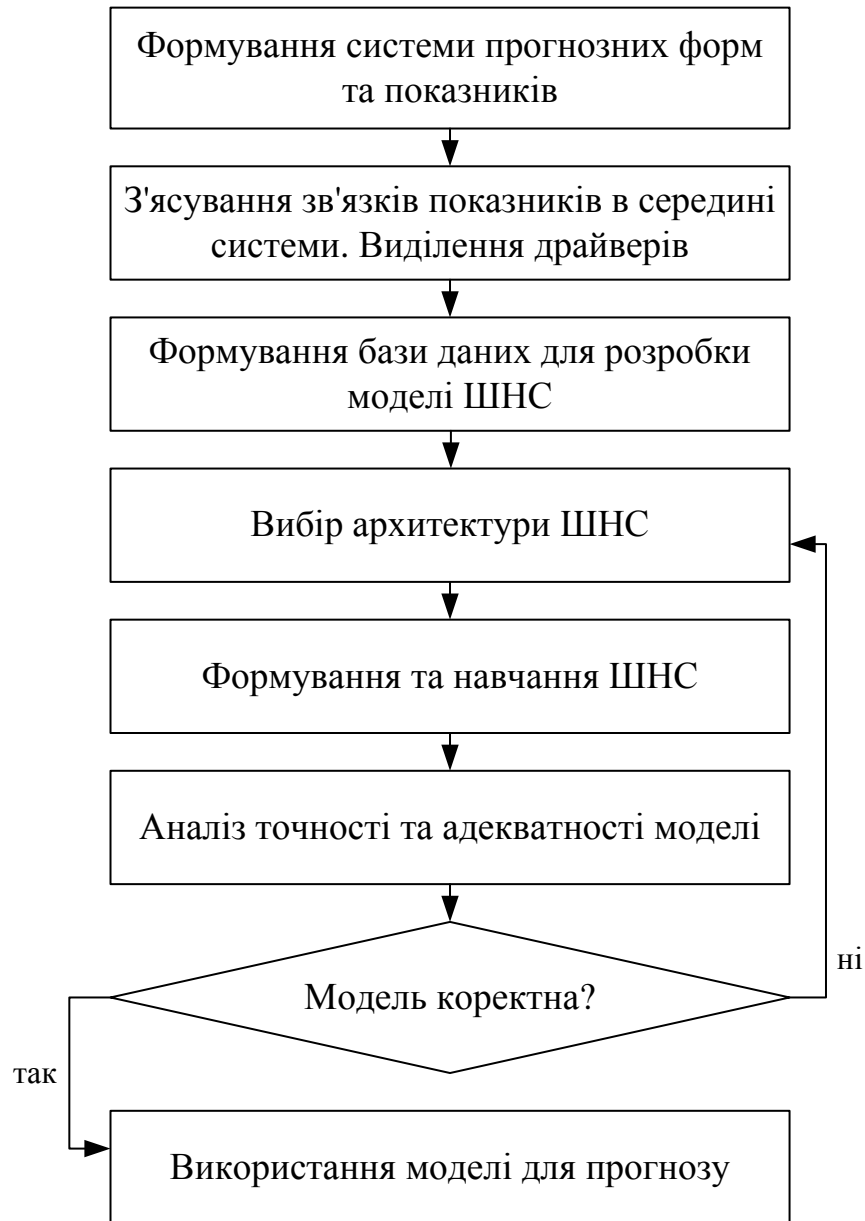 Формування системи прогнозних форм
та показників
З'ясування зв'язків показників в середині
системи. Виділення драйверів
Формування бази даних для розробки
моделі ШНС
Вибір архитектури ШНС
Формування та навчання ШНС
Аналіз точності та адекватності моделі
Модель коректна?
ні
так
Використання моделі для прогнозу